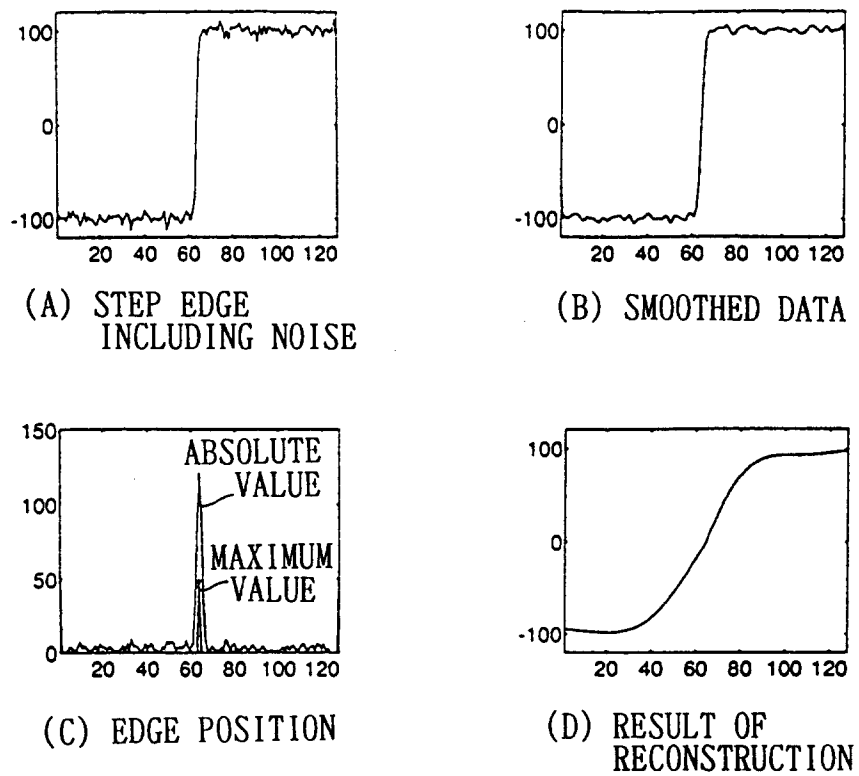 100
0
-100
20 40 60 80 100 120
(A) STEP EDGE
INCLUDING NOISE
100
0
-100
20 40 60 80 100 120
(B) SMOOTHED DATA
150
100
50
0
ABSOLUTE
VALUE
MAXIMUM
VALUE
20 40 60 80 100 120
(C) EDGE POSITION
100
0
-100
20 40 60 80 100 120
(D) RESULT OF
RECONSTRUCTION